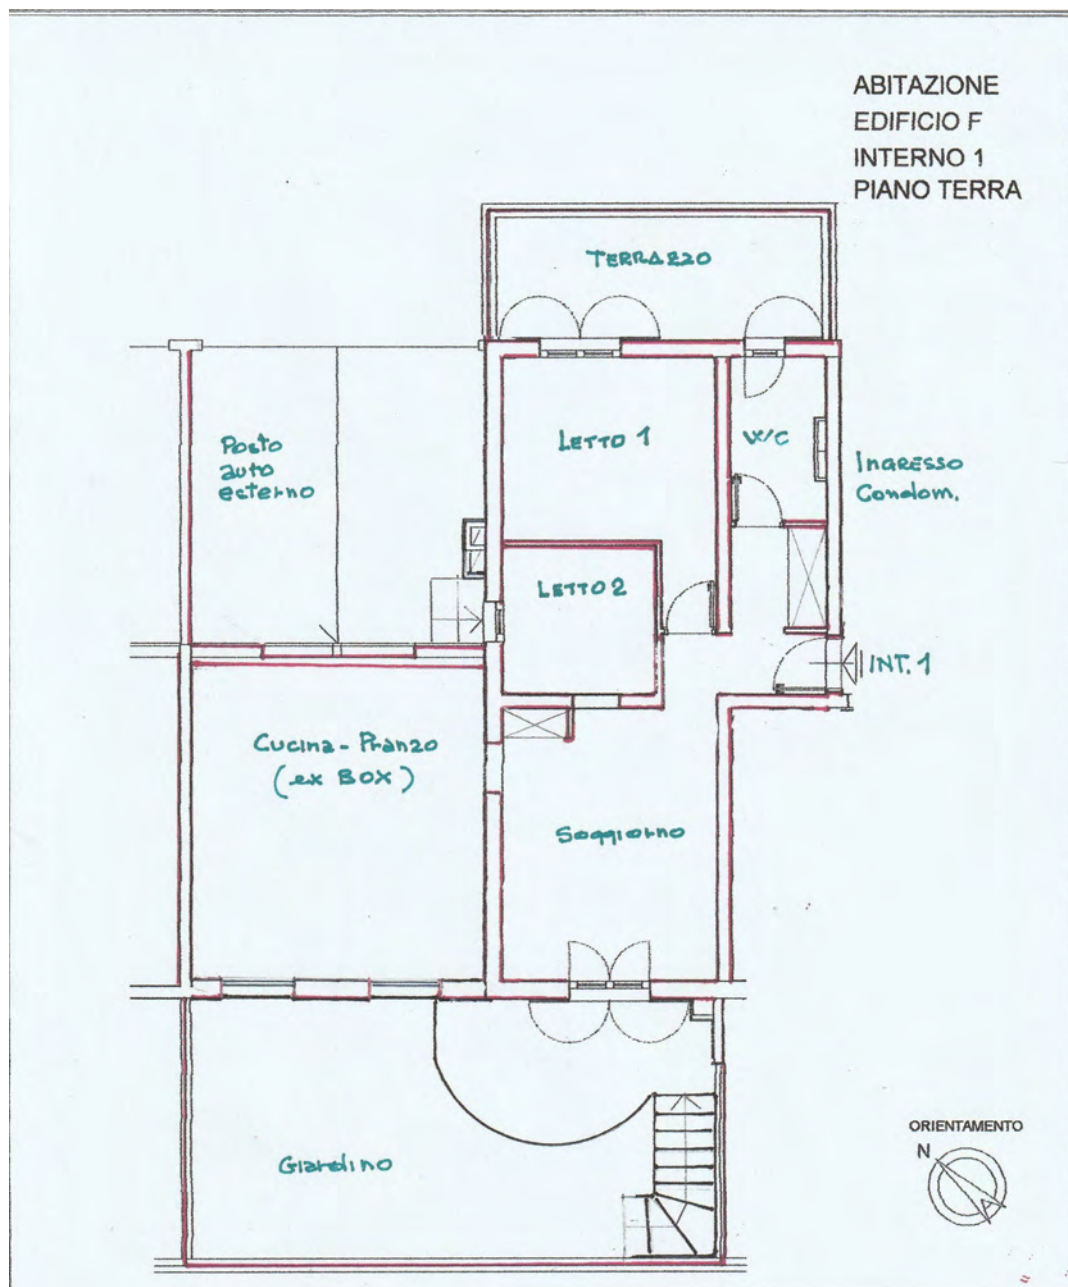 ABITAZIONE
EDIFICIO F
INTERNO 1
PIANO TERRA
TERRAZZO
LETTO 1
W/C
Posto
auto
esterno
INGRESSO
Condom.
LETTO 2
INT. 1
Cucina - Pranzo
(ex BOX)
Soggiorno
Giardino
ORIENTAMENTO
N